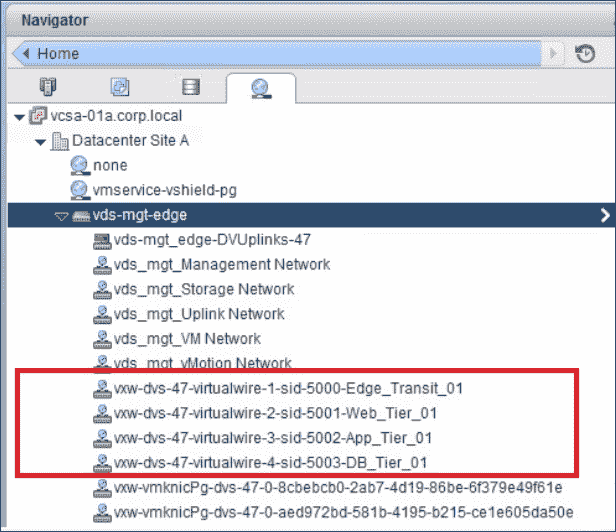 Navigator
Home
vcsa-01a.corp.local
Datacenter Site A
none
vmservice-vshield-pg
vds-mgt-edge
vds-mgt_edge-DVUplinks-47
vds_mgt_Management Network
vds_mgt_Storage Network
vds_mgt_Uplink Network
vds_mgt_VM Network
vds_mgt_vMotion Network
vxw-dvs-47-virtualwire-1-sid-5000-Edge_Transit_01
vxw-dvs-47-virtualwire-2-sid-5001-Web_Tier_01
vxw-dvs-47-virtualwire-3-sid-5002-App_Tier_01
vxw-dvs-47-virtualwire-4-sid-5003-DB_Tier_01
vxw-vmknicPg-dvs-47-0-8cbebcb0-2ab7-4d19-86be-6f379e49f61e
vxw-vmknicPg-dvs-47-0-aed972bd-581b-4195-b215-ce1e605da50e